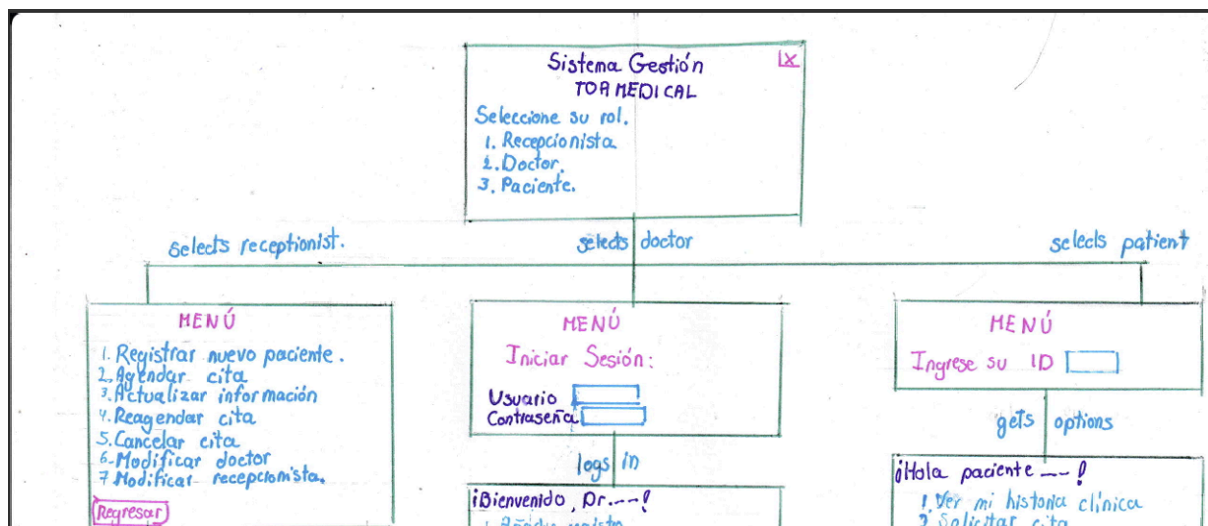 Sistema Gestión
TOA MEDICAL
X
Seleccione su rol.
1. Recepcionista
2. Doctor.
3. Paciente.
selects receptionist.
selects doctor
selects patient
MENÚ
1. Registrar nuevo paciente.
2. Agendar cita
3. Actualizar información
4. Reagendar cita
5. Cancelar cita
6. Modificar doctor
7 Modificar recepcionista.
Regresar
MENÚ
Iniciar Sesión:
Usuario
Contraseña
logs in
¡Bienvenido, Dr.---!
MENÚ
Ingrese su ID
gets options
¡Hola paciente ---!
1. Ver mi historia clínica
2 Solicitar cita